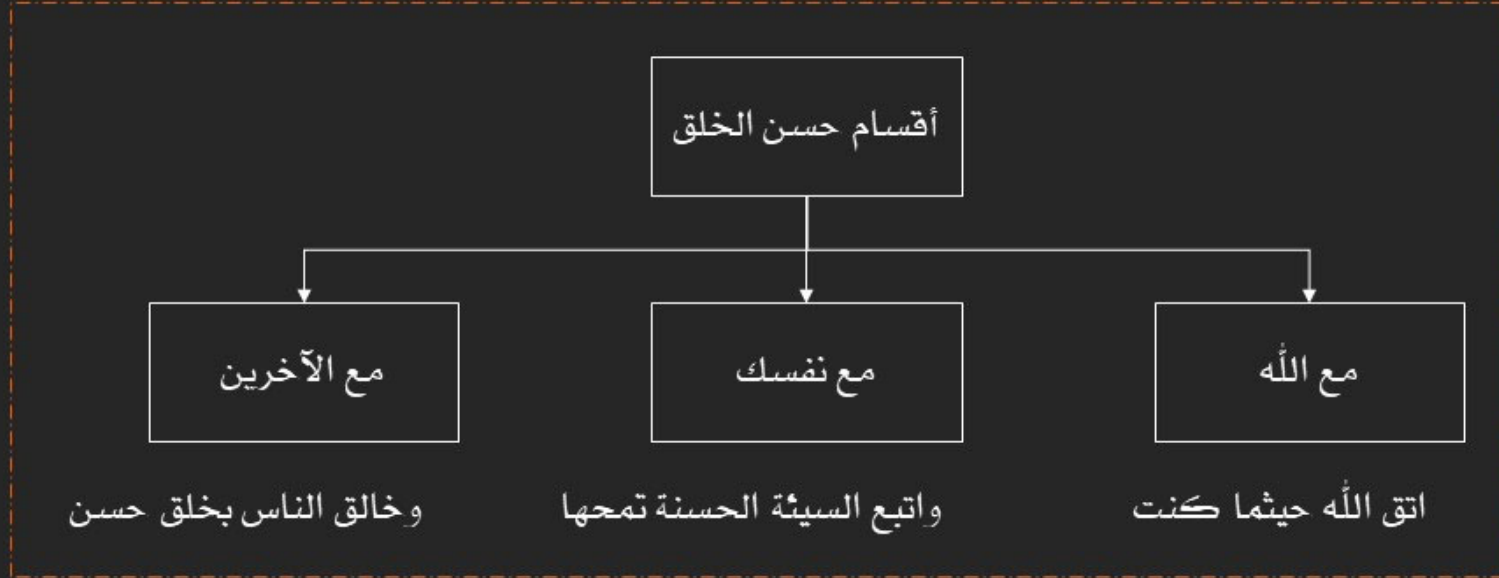 أقسام حسن الخلق
مع الله
مع نفسك
مع الآخرين
اتق الله حيثما كنت
واتبع السيئة الحسنة تمحها
وخالق الناس بخلق حسن